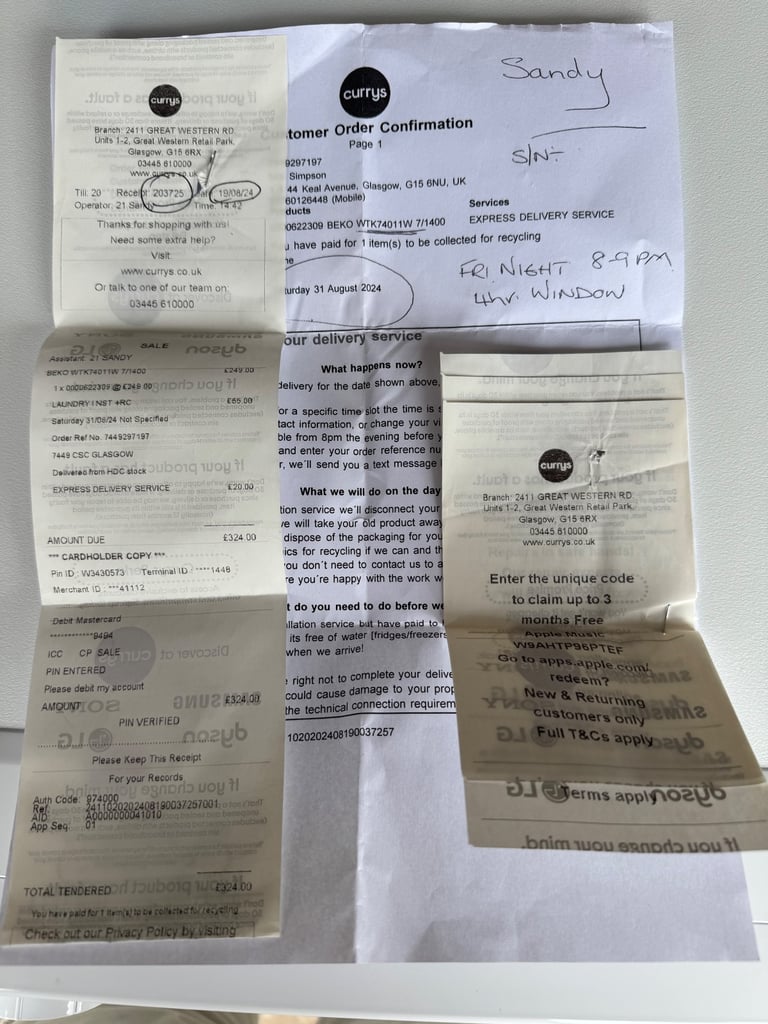 currys
Branch: 2411 GREAT WESTERN RD.
Units 1-2, Great Western Retail Park,
Glasgow, G15 6RX
03445 610000
www.currys.co.uk
Till: 20 Receipt: 203725 19/08/24
Operator: 21 Sandy Time: 14:42
Thanks for shopping with us!
Need some extra help?
Visit:
www.currys.co.uk
Or talk to one of our team on:
03445 610000
SALE
Assistant: 21 SANDY
BEKO WTK74011W 7/1400 £249.00
1 x 0000622309 @ £249.00
LAUNDRY INST +RC £65.00
Saturday 31/08/24 Not Specified
Order Ref No. 7449297197
7449 CSC GLASGOW
Delivered from HDC stock
EXPRESS DELIVERY SERVICE £20.00
AMOUNT DUE £324.00
*** CARDHOLDER COPY ***
Pin ID : W3430573 Terminal ID : ****1448
Merchant ID : ***41112
Debit Mastercard
************8494
ICC CP SALE
PIN ENTERED
Please debit my account
AMOUNT £324.00
PIN VERIFIED
Please Keep This Receipt
For your Records
Auth Code: 974000
Ref: 2411020202408190037257001
AID: A0000000041010
App Seq: 01
TOTAL TENDERED £324.00
You have paid for 1 item(s) to be collected for recycling
Check out our Privacy Policy by visiting
currys
Sandy
tomer Order Confirmation
Page 1
S/N:-
9297197
Simpson
44 Keal Avenue, Glasgow, G15 6NU, UK
60126448 (Mobile)
ducts Services
0622309 BEKO WTK74011W 7/1400 EXPRESS DELIVERY SERVICE
u have paid for 1 item(s) to be collected for recycling
FRI NIGHT 8-9PM
4hr. WINDOW
urday 31 August 2024
our delivery service
What happens now?
delivery for the date shown above,
or a specific time slot the time is
tact information, or change your vi
ble from 8pm the evening before y
and enter your order reference nu
r, we'll send you a text message
What we will do on the day
tion service we'll disconnect your
we will take your old product away
dispose of the packaging for you
ics for recycling if we can and th
you don't need to contact us to a
re you're happy with the work w
t do you need to do before we
llation service but have paid to
its free of water [fridges/freezers
when we arrive!
right not to complete your delive
could cause damage to your prop
the technical connection requirem
1020202408190037257
currys
Branch: 2411 GREAT WESTERN RD.
Units 1-2, Great Western Retail Park,
Glasgow, G15 6RX
03445 610000
www.currys.co.uk
Enter the unique code
to claim up to 3
months Free
Apple Music
W9AHTP96PTEF
Go to apps.apple.com/
redeem?
New & Returning
customers only
Full T&Cs apply
Terms apply